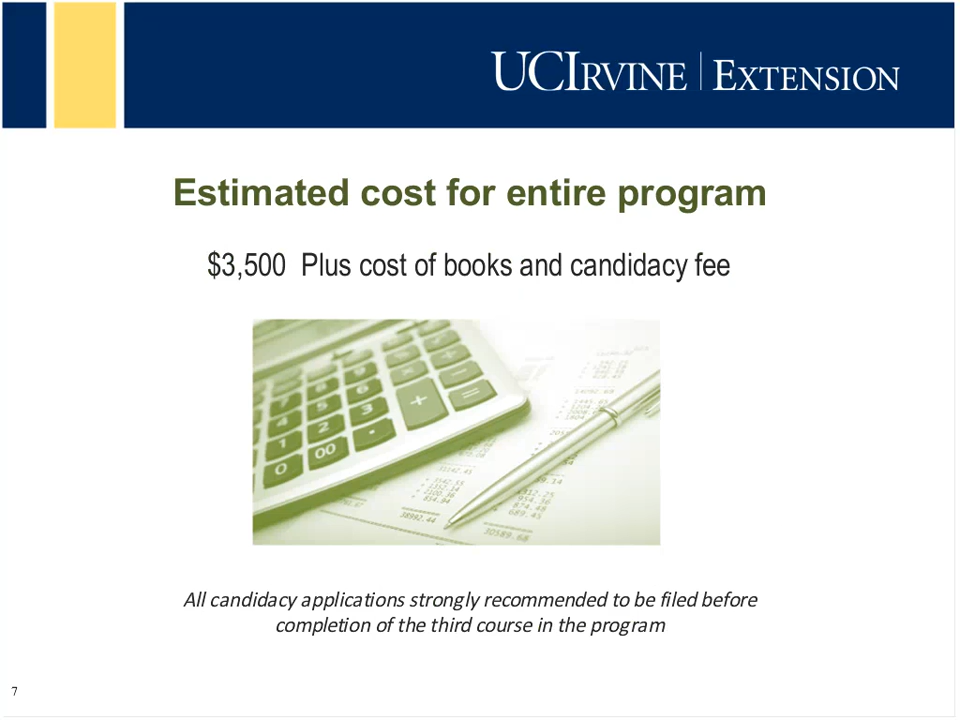 UCIRVINE | EXTENSION
Estimated cost for entire program
$3,500 Plus cost of books and candidacy fee
All candidacy applications strongly recommended to be filed before
completion of the third course in the program
7